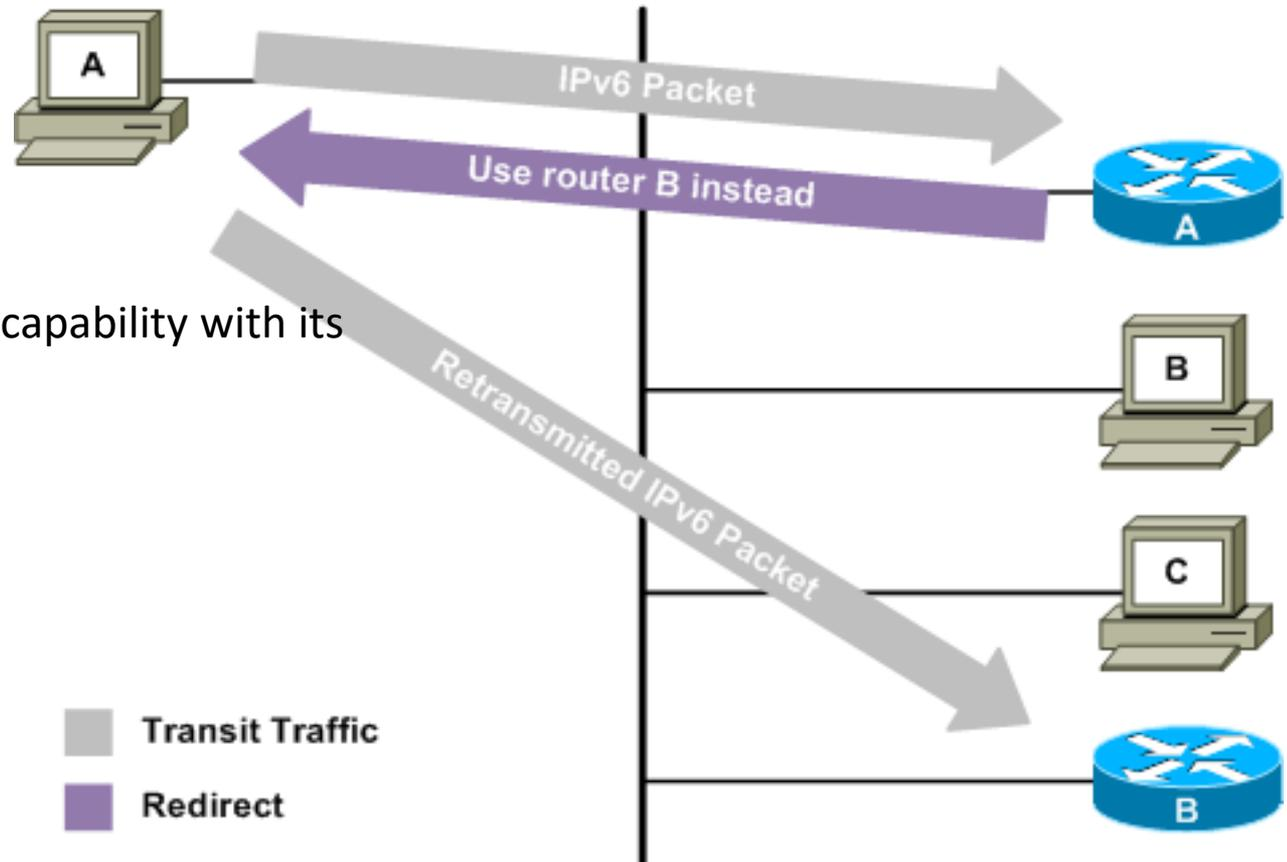 A
IPv6 Packet
Use router B instead
A
capability with its
B
Retransmitted IPv6 Packet
C
Transit Traffic
Redirect
B